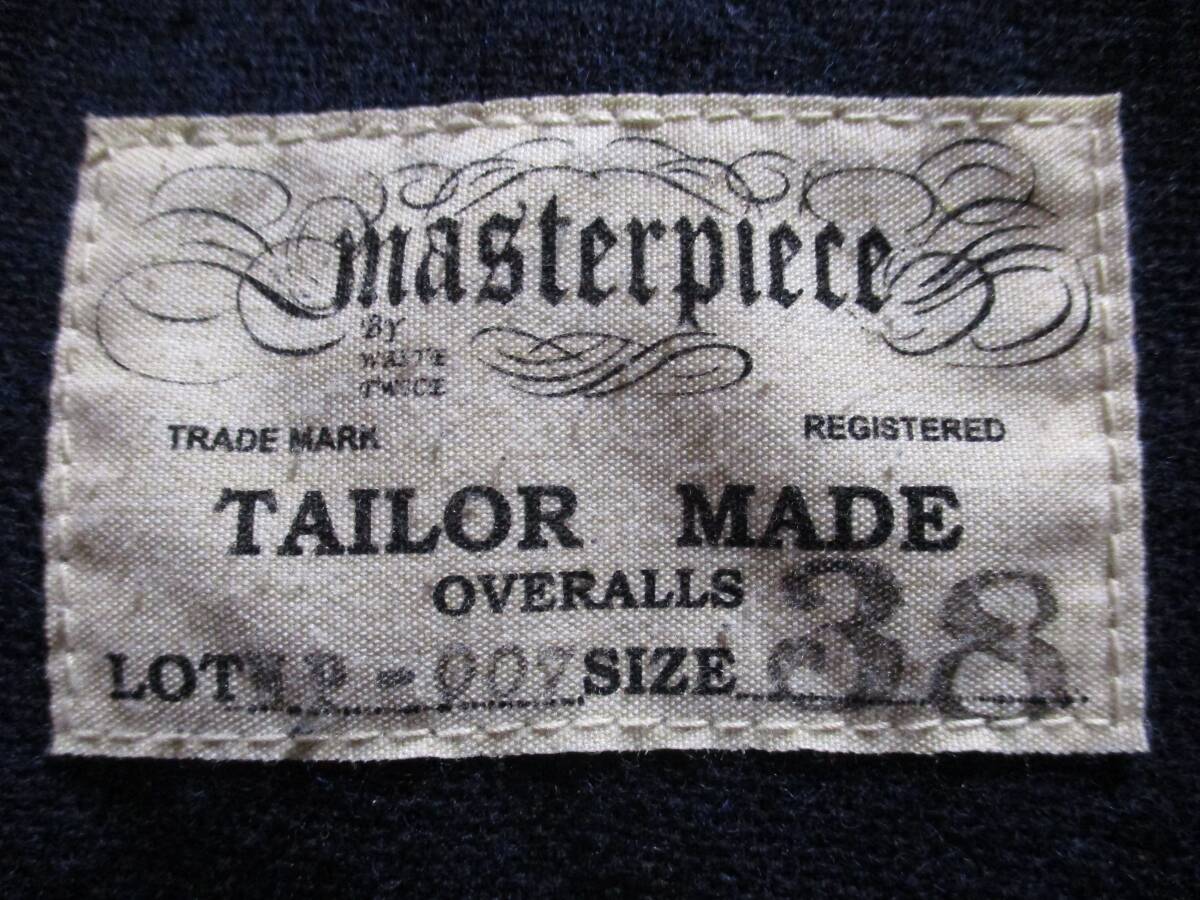 masterpiece
BY
WASTE
TWICE
TRADE MARK REGISTERED
TAILOR MADE
OVERALLS
LOT SIZE 38